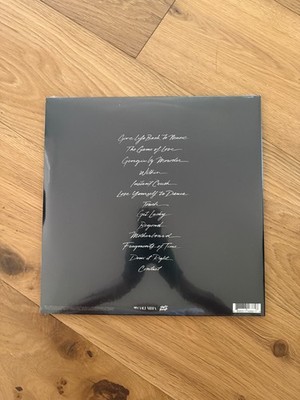 Give Life Back to Music
The Game of Love
Giorgio by Moroder
Within
Instant Crush
Lose Yourself to Dance
Touch
Get Lucky
Beyond
Motherboard
Fragments of Time
Doin' it Right
Contact